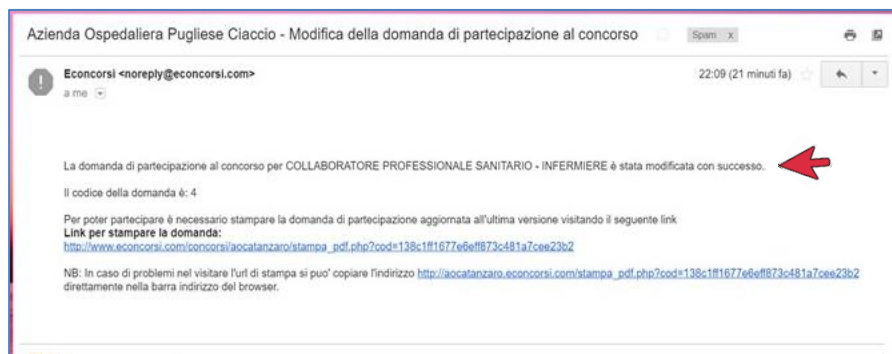 Azienda Ospedaliera Pugliese Ciaccio - Modifica della domanda di partecipazione al concorso Spam x
Econcorsi <noreply@econcorsi.com> 22:09 (21 minuti fa)
a me
La domanda di partecipazione al concorso per COLLABORATORE PROFESSIONALE SANITARIO - INFERMIERE è stata modificata con successo.
Il codice della domanda è: 4
Per poter partecipare è necessario stampare la domanda di partecipazione aggiornata all'ultima versione visitando il seguente link
Link per stampare la domanda:
http://www.econcorsi.com/concorsi/aocatanzaro/stampa_pdf.php?cod=138c1ff1677e6eff873c481a7cee23b2
NB: In caso di problemi nel visitare l'url di stampa si puo' copiare l'indirizzo http://aocatanzaro.econcorsi.com/stampa_pdf.php?cod=138c1ff1677e6eff873c481a7cee23b2
direttamente nella barra indirizzo del browser.